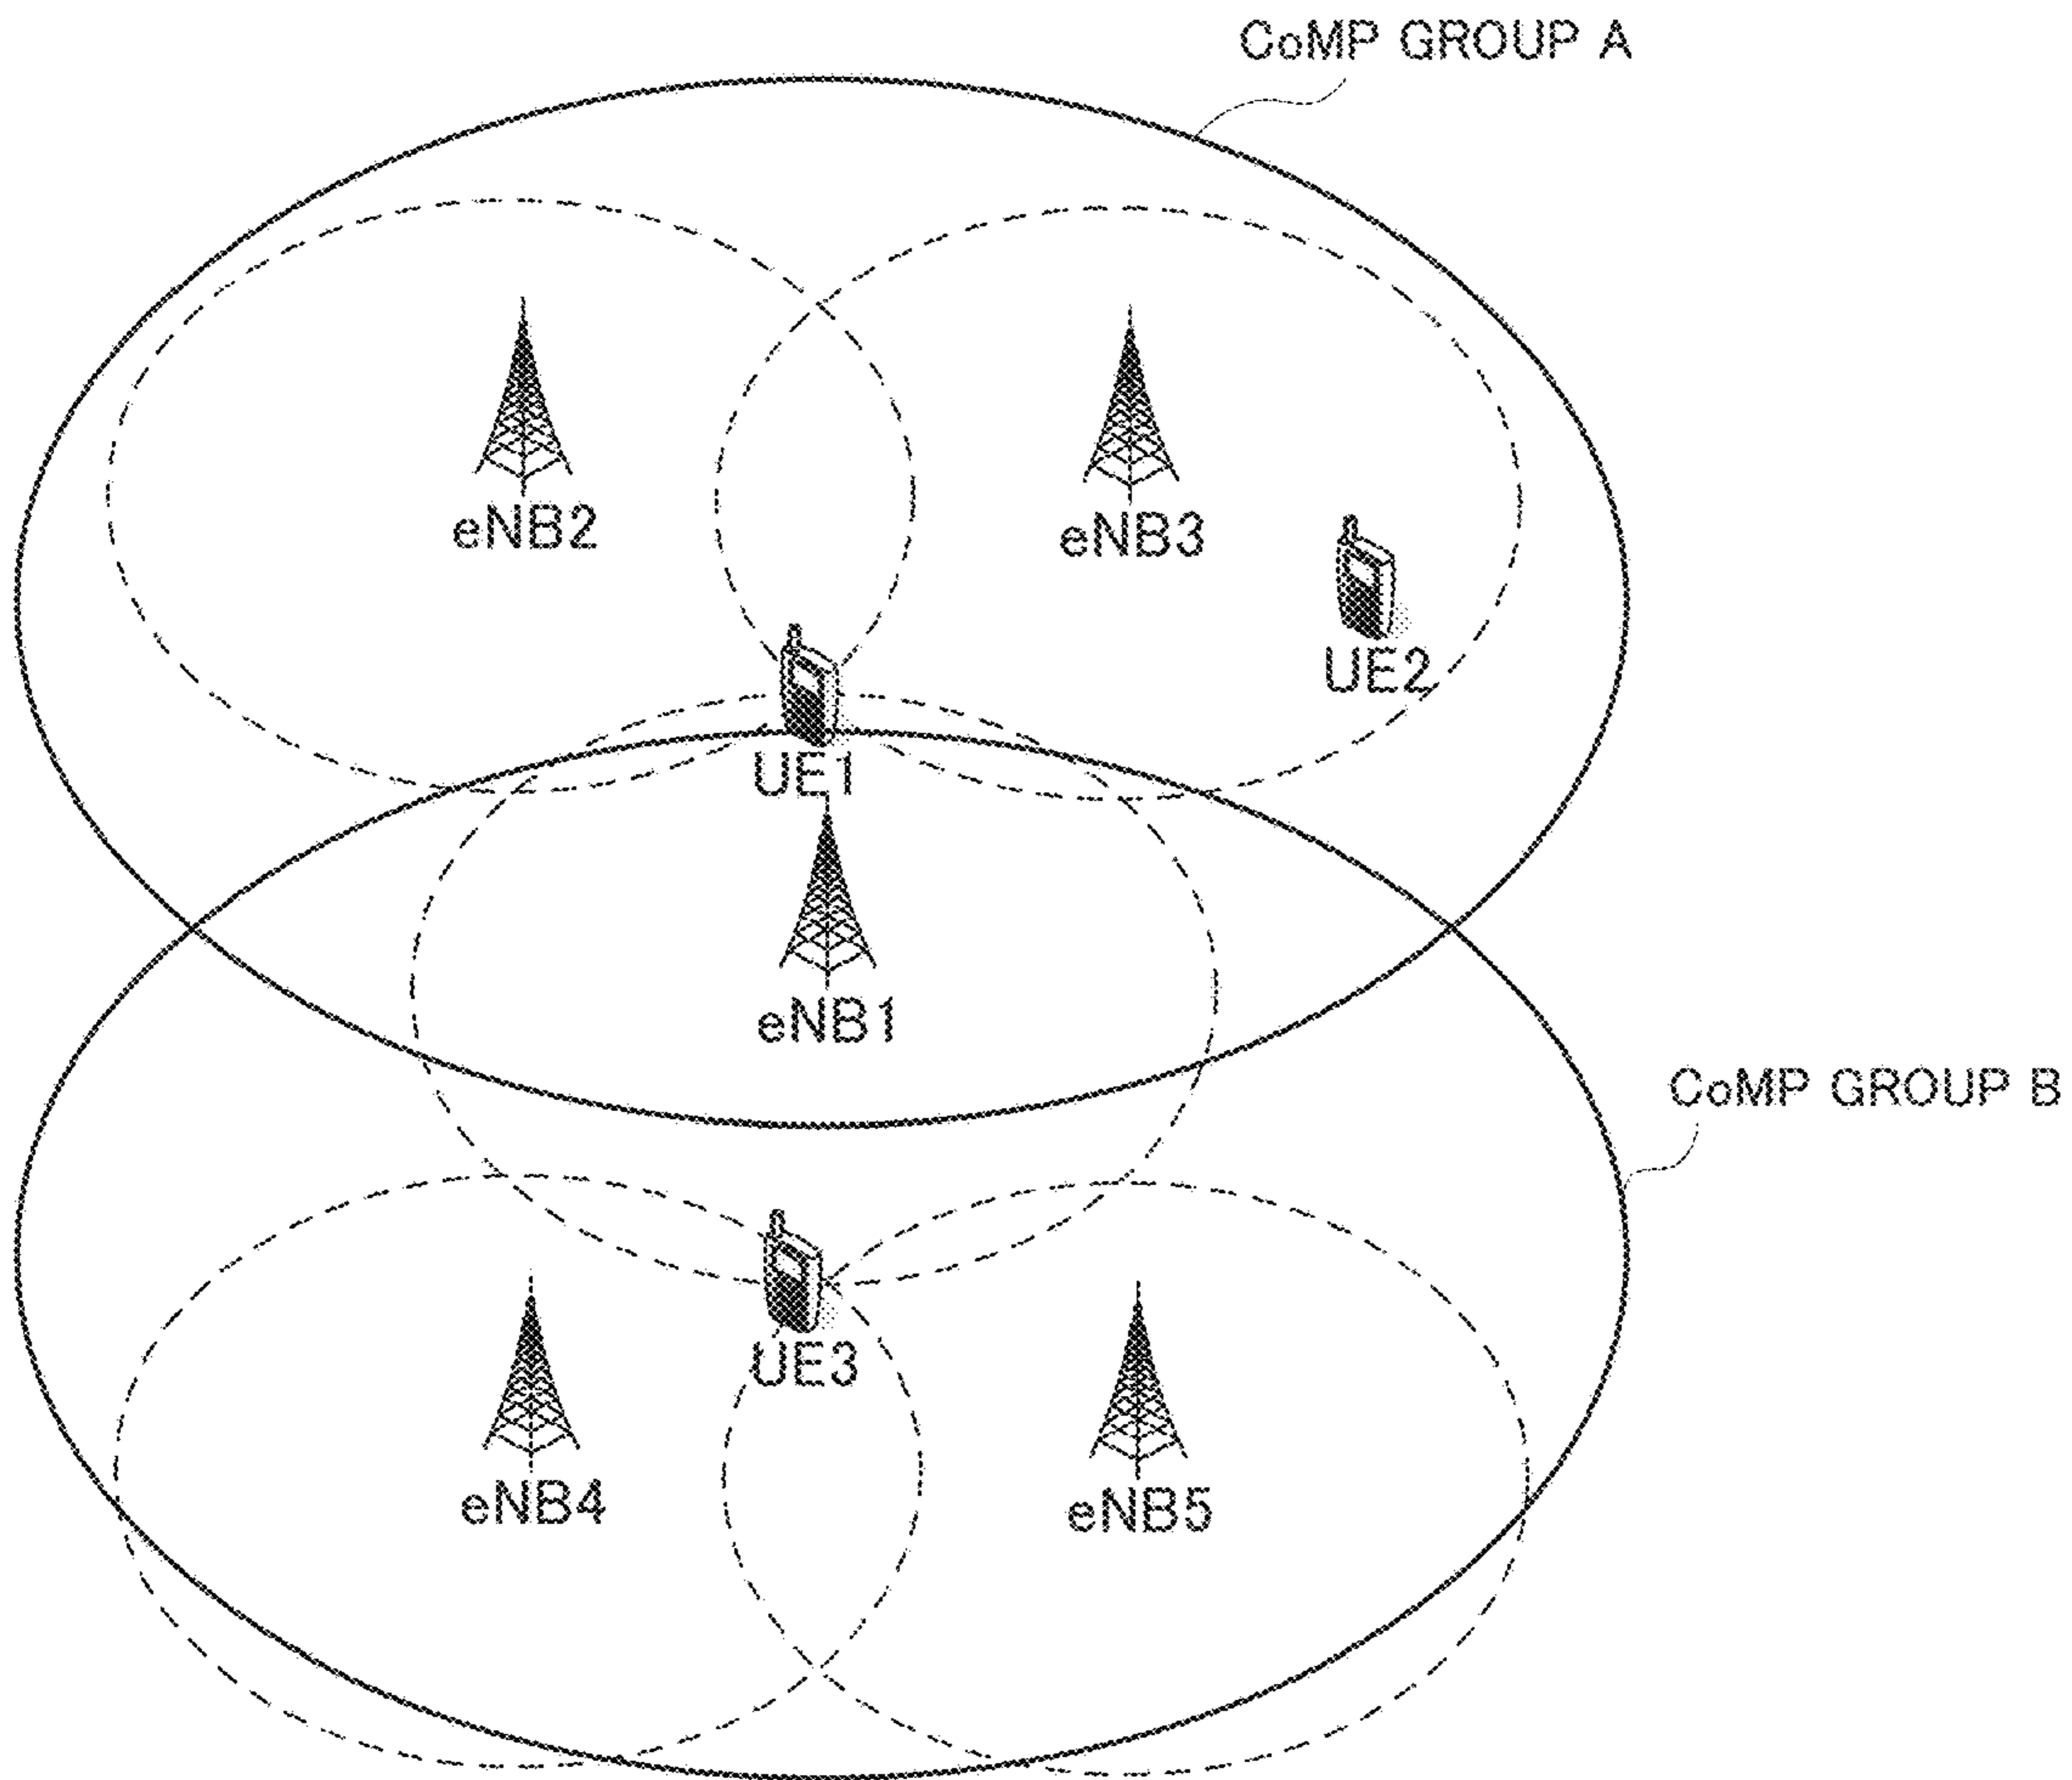 CoMP GROUP A
eNB2
eNB3
UE2
UE1
eNB1
CoMP GROUP B
UE3
eNB4
eNB5